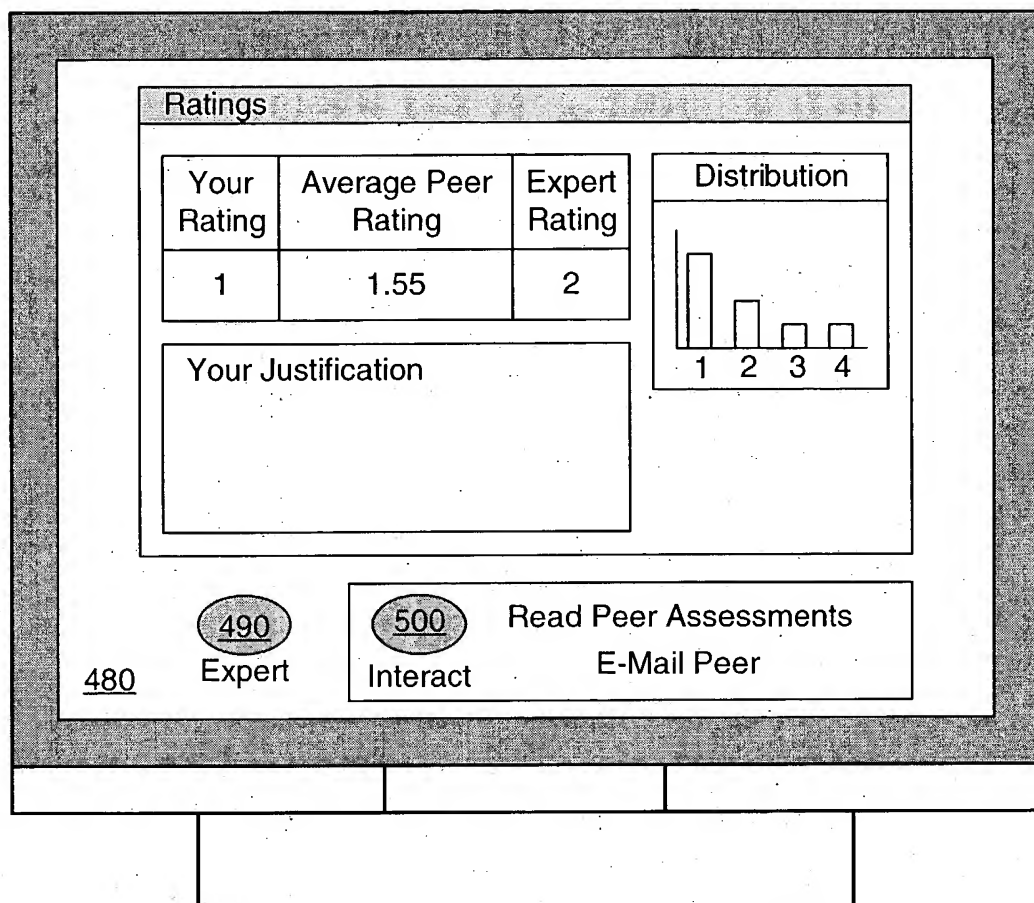 Ratings
Your Rating
Average Peer Rating
Expert Rating
1
1.55
2
Distribution
1 2 3 4
Your Justification
490
Expert
500
Interact
Read Peer Assessments
E-Mail Peer
480